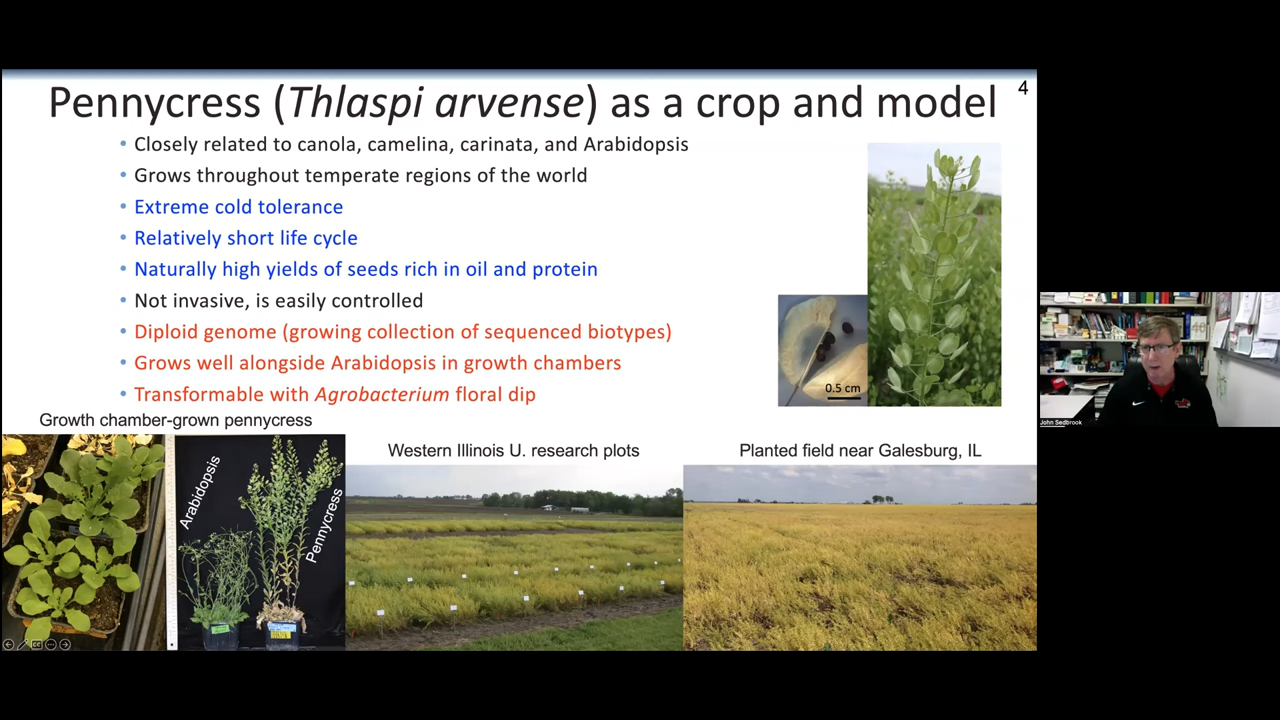 Pennycress (Thlaspi arvense) as a crop and model
4
• Closely related to canola, camelina, carinata, and Arabidopsis
• Grows throughout temperate regions of the world
• Extreme cold tolerance
• Relatively short life cycle
• Naturally high yields of seeds rich in oil and protein
• Not invasive, is easily controlled
• Diploid genome (growing collection of sequenced biotypes)
• Grows well alongside Arabidopsis in growth chambers
• Transformable with Agrobacterium floral dip
0.5 cm
Growth chamber-grown pennycress
Arabidopsis
Pennycress
Western Illinois U. research plots
Planted field near Galesburg, IL
John Sedbrook